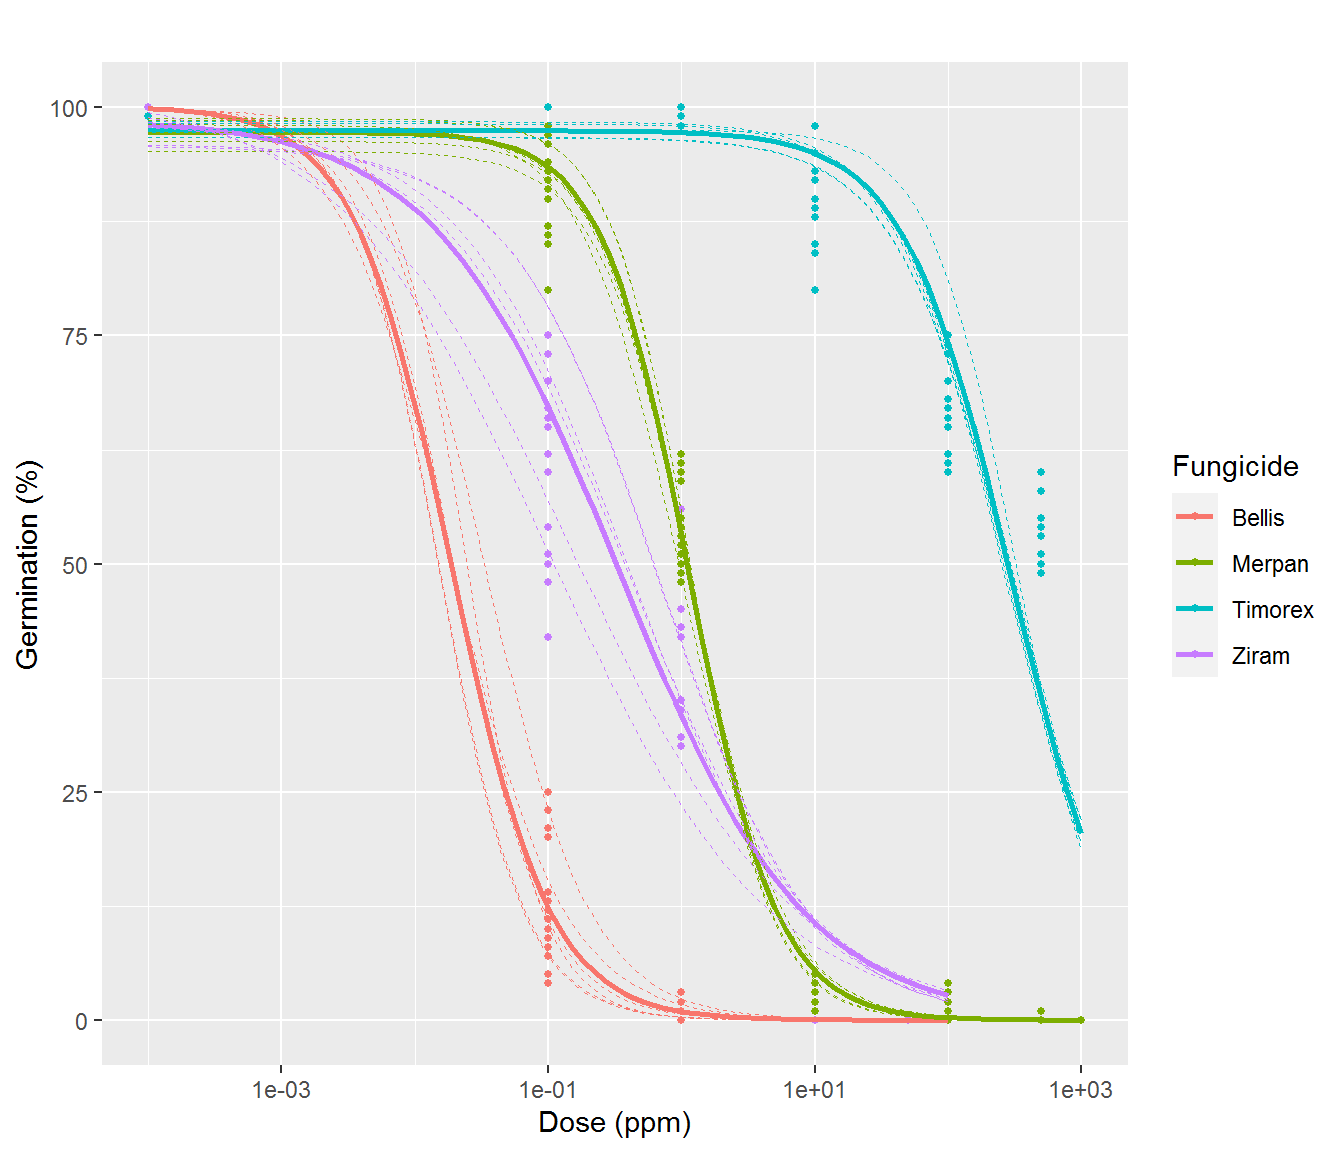 Germination (%)
100
75
50
25
0
1e-03
1e-01
1e+01
1e+03
Dose (ppm)
Fungicide
Bellis
Merpan
Timorex
Ziram